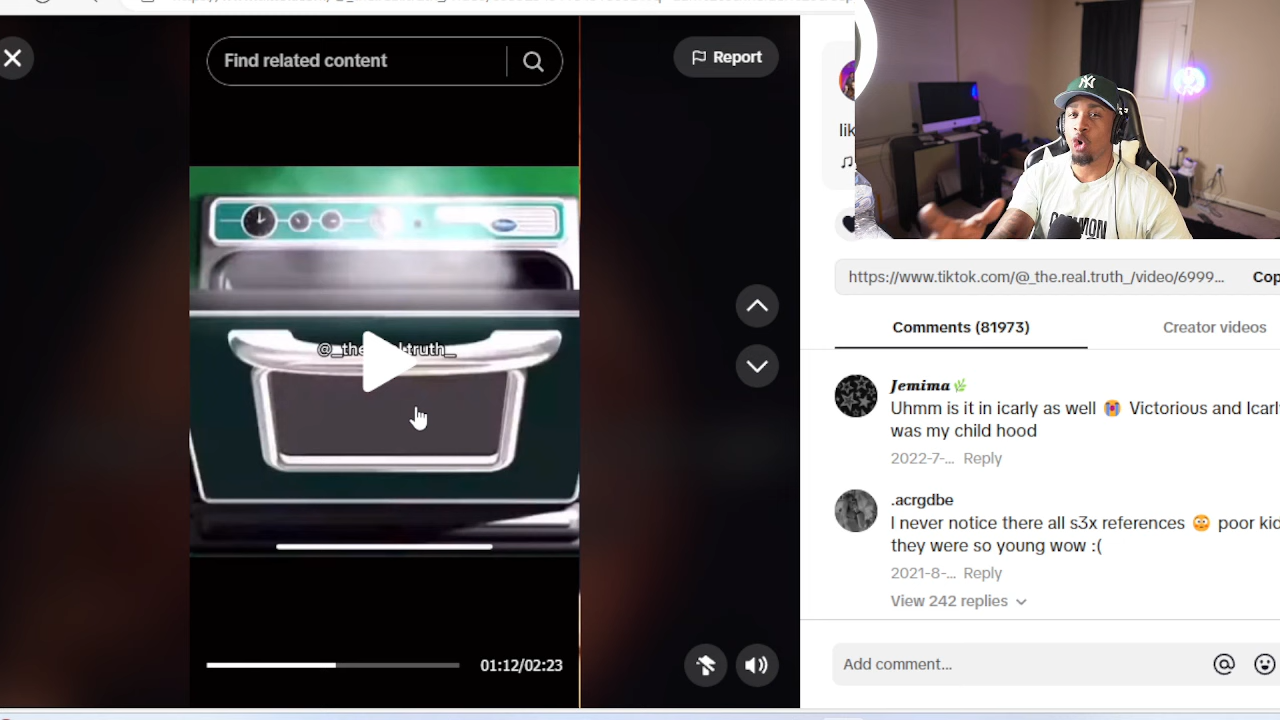 Find related content
Report
@_the
truth_
01:12/02:23
lik
NY
https://www.tiktok.com/@_the.real.truth_/video/6999...
Cop
Comments (81973)
Creator videos
Jemima🌿
Uhmm is it in icarly as well 😭 Victorious and Icarl
was my child hood
2022-7-... Reply
.acrgdbe
I never notice there all s3x references 😳 poor kid
they were so young wow :(
2021-8-... Reply
View 242 replies
Add comment...